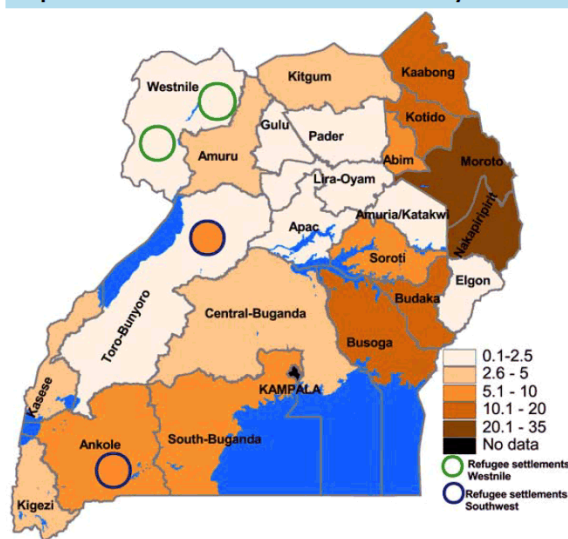 Westnile
Kitgum
Kaabong
Kotido
Gulu
Pader
Abim
Moroto
Amuru
Lira-Oyam
Nakapiripirit
Apac
Amuria/Katakwi
Soroti
Elgon
Budaka
Central-Buganda
Toro-Bunyoro
Busoga
Kasese
KAMPALA
Ankole
South-Buganda
Kigezi
0.1-2.5
2.6 - 5
5.1 - 10
10.1 - 20
20.1 - 35
No data
Refugee settlements
Westnile
Refugee settlements
Southwest